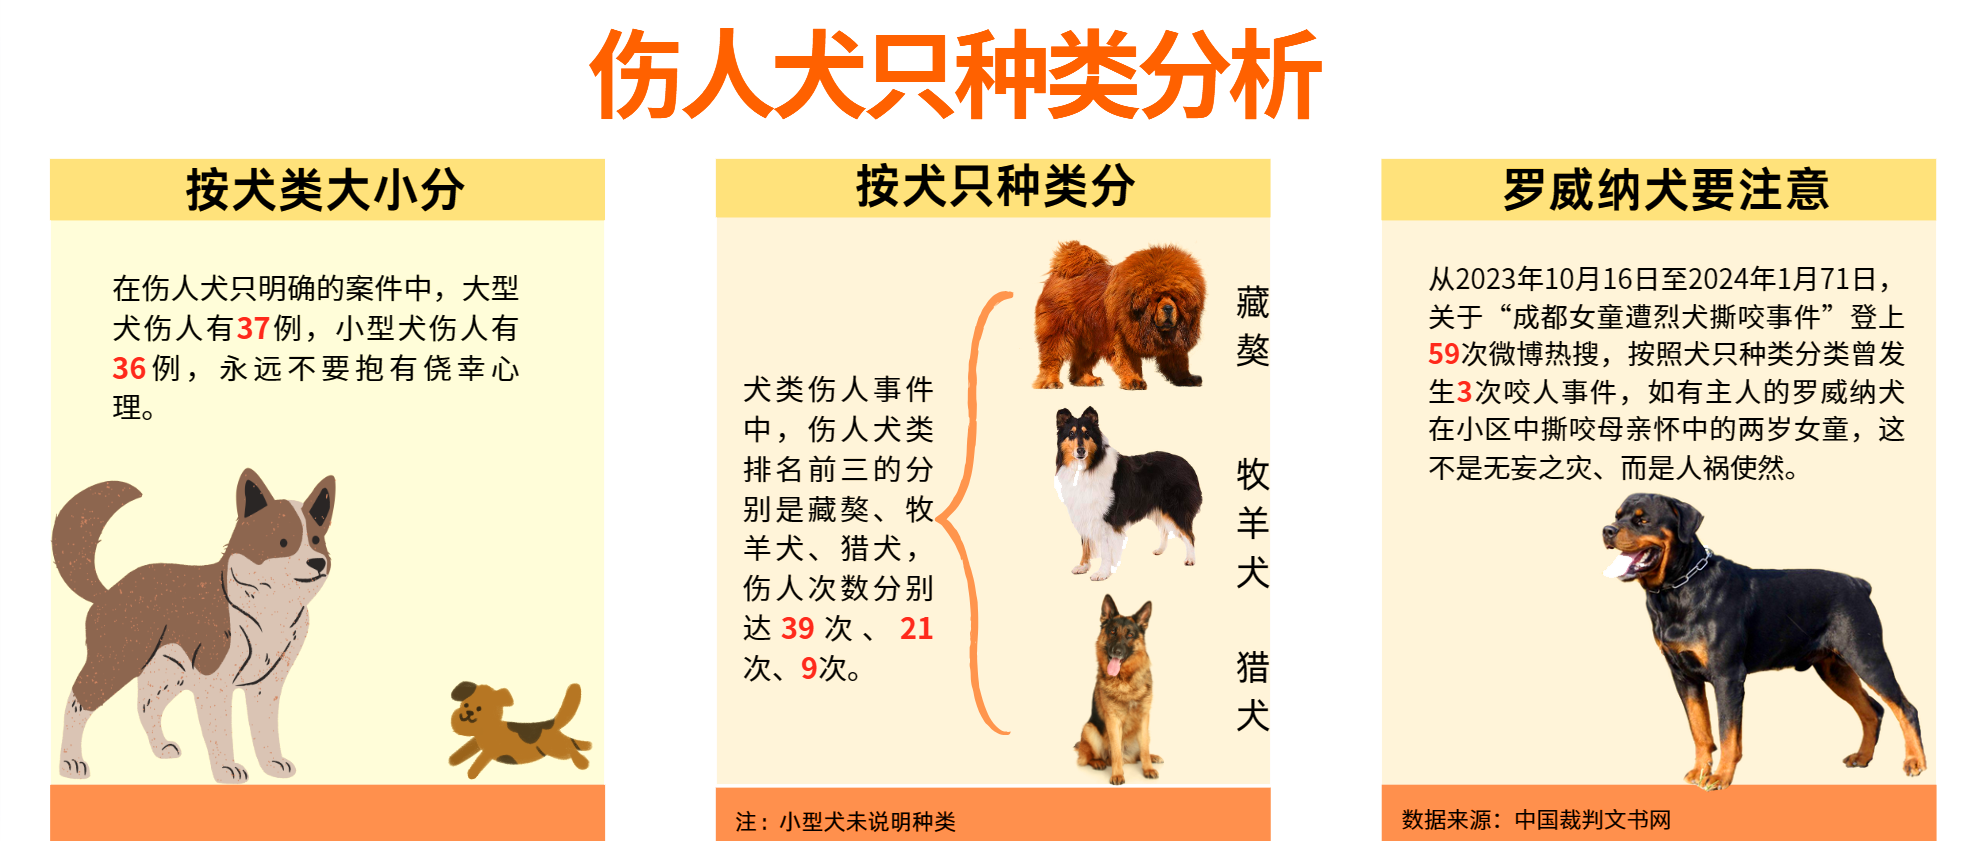 伤人犬只种类分析
按犬类大小分
在伤人犬只明确的案件中，大型
犬伤人有37例，小型犬伤人有
36例，永远不要抱有侥幸心
理。
按犬只种类分
犬类伤人事件
中，伤人犬类
排名前三的分
别是藏獒、牧
羊犬、猎犬，
伤人次数分别
达39次、21
次、9次。
藏
獒
牧
羊
犬
猎
犬
注：小型犬未说明种类
罗威纳犬要注意
从2023年10月16日至2024年1月71日，
关于“成都女童遭烈犬撕咬事件”登上
59次微博热搜，按照犬只种类分类曾发
生3次咬人事件，如有主人的罗威纳犬
在小区中撕咬母亲怀中的两岁女童，这
不是无妄之灾、而是人祸使然。
数据来源：中国裁判文书网